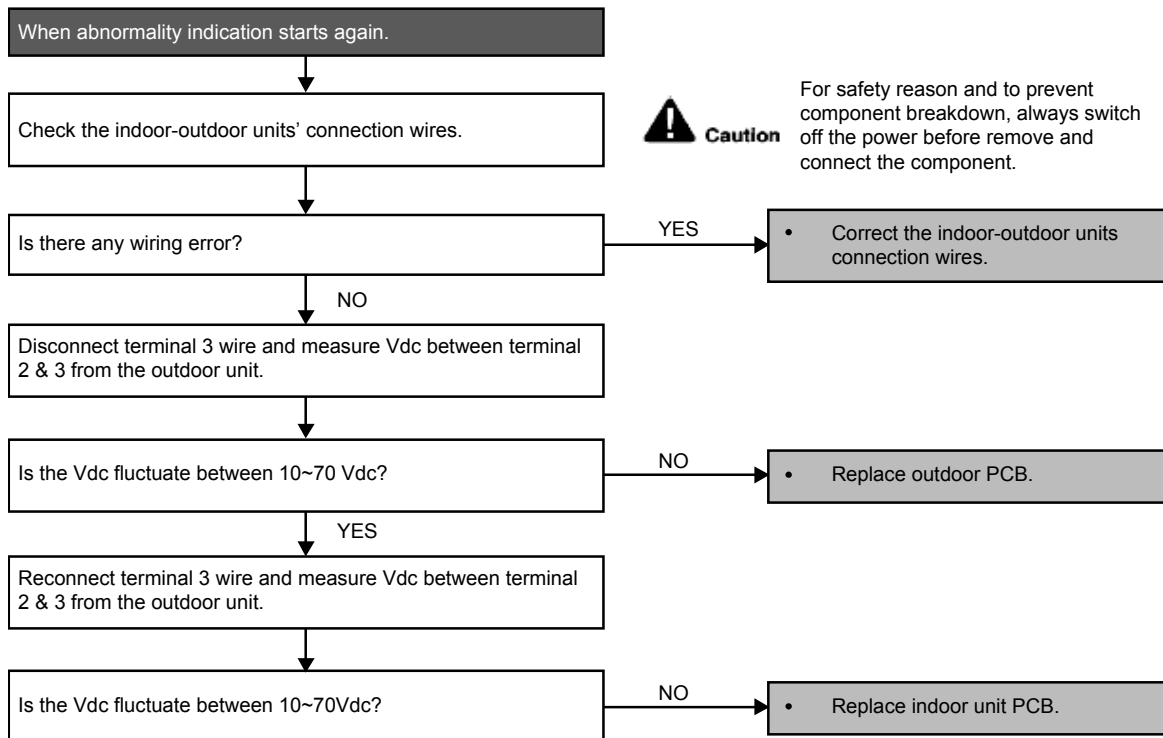 When abnormality indication starts again.
Check the indoor-outdoor units’ connection wires.
Caution
For safety reason and to prevent
component breakdown, always switch
off the power before remove and
connect the component.
Is there any wiring error?
YES
• Correct the indoor-outdoor units
connection wires.
NO
Disconnect terminal 3 wire and measure Vdc between terminal
2 & 3 from the outdoor unit.
Is the Vdc fluctuate between 10~70 Vdc?
NO
• Replace outdoor PCB.
YES
Reconnect terminal 3 wire and measure Vdc between terminal
2 & 3 from the outdoor unit.
Is the Vdc fluctuate between 10~70Vdc?
NO
• Replace indoor unit PCB.